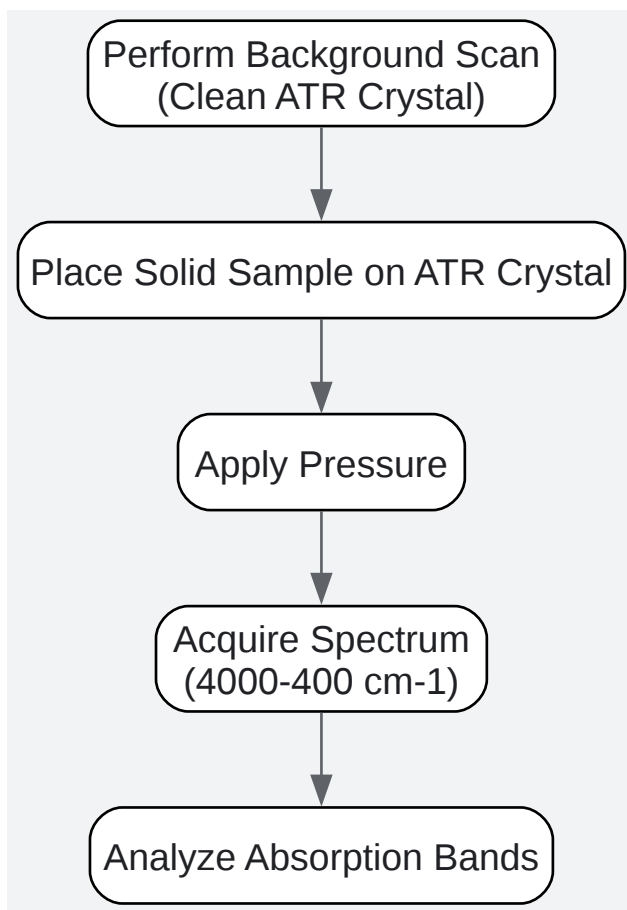 Perform Background Scan
(Clean ATR Crystal)
Place Solid Sample on ATR Crystal
Apply Pressure
Acquire Spectrum
(4000-400 cm-1)
Analyze Absorption Bands